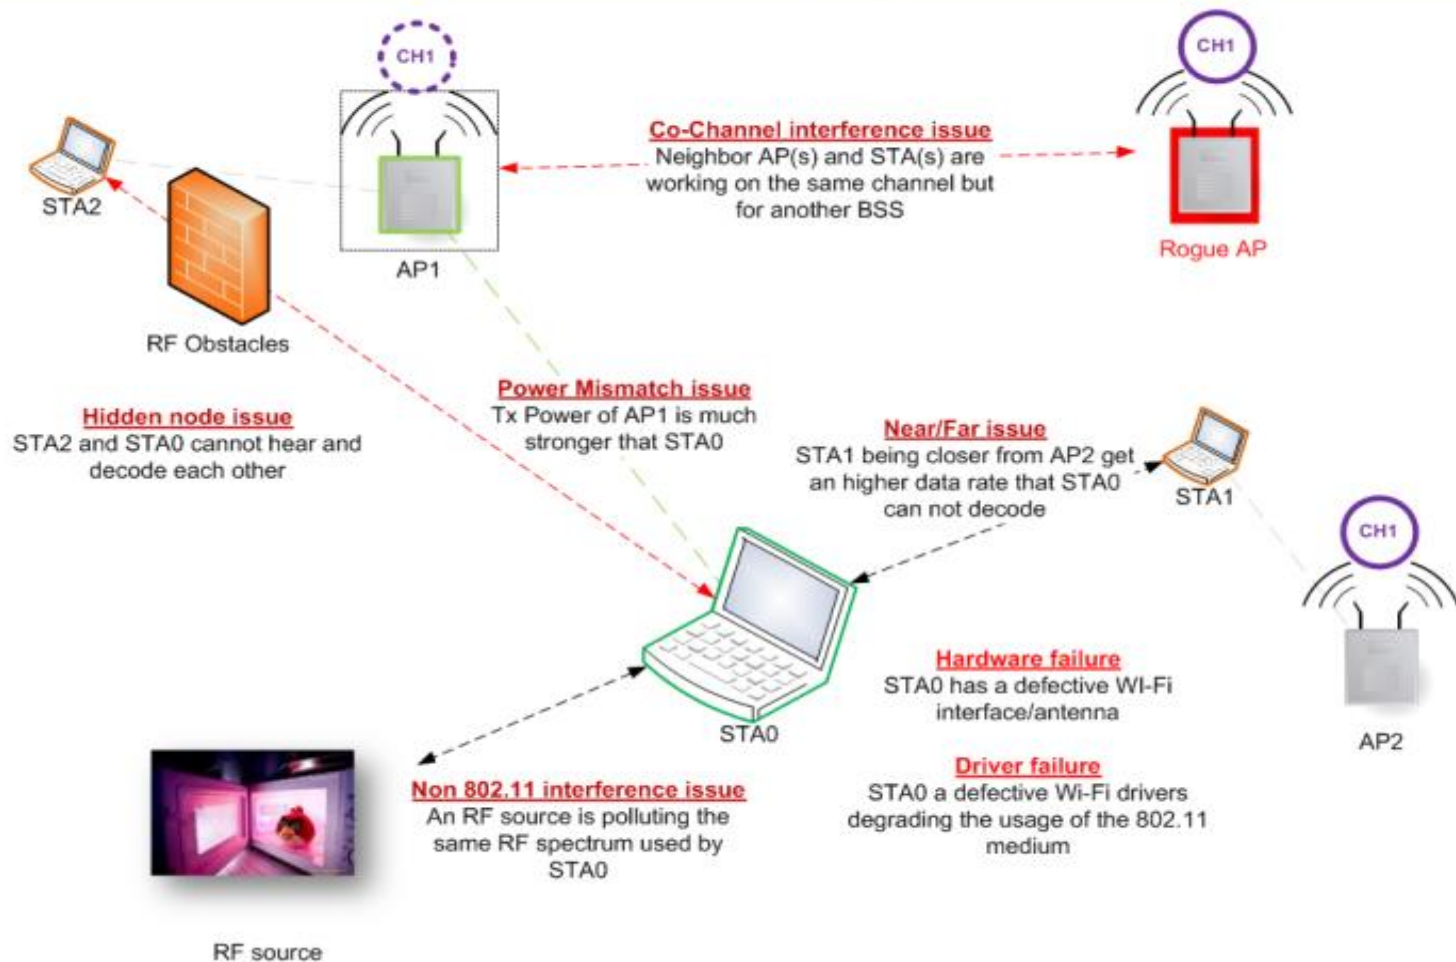 CH1
CH1
Co-Channel interference issue
Neighbor AP(s) and STA(s) are
working on the same channel but
for another BSS
STA2
AP1
Rogue AP
RF Obstacles
Power Mismatch issue
Tx Power of AP1 is much
stronger that STA0
Hidden node issue
STA2 and STA0 cannot hear and
decode each other
Near/Far issue
STA1 being closer from AP2 get
an higher data rate that STA0
can not decode
STA1
CH1
STA0
Hardware failure
STA0 has a defective WI-Fi
interface/antenna
AP2
Non 802.11 interference issue
An RF source is polluting the
same RF spectrum used by
STA0
Driver failure
STA0 a defective Wi-Fi drivers
degrading the usage of the 802.11
medium
RF source